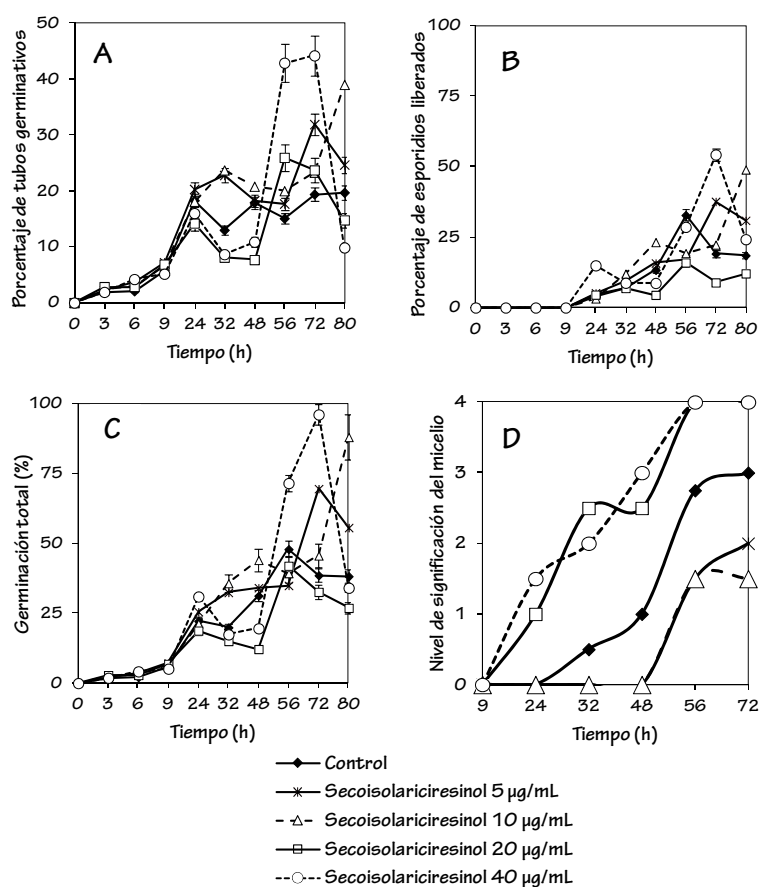 A
Porcentaje de tubos germinativos
50
40
30
20
10
0
0 3 6 9 24 32 48 56 72 80
Tiempo (h)
B
Porcentaje de esporidios liberados
100
75
50
25
0
0 3 6 9 24 32 48 56 72 80
Tiempo (h)
C
Germinación total (%)
100
75
50
25
0
0 3 6 9 24 32 48 56 72 80
Tiempo (h)
D
Nivel de significación del micelio
4
3
2
1
0
9 24 32 48 56 72
Tiempo (h)
Control
Secoisolariciresinol 5 µg/mL
Secoisolariciresinol 10 µg/mL
Secoisolariciresinol 20 µg/mL
Secoisolariciresinol 40 µg/mL